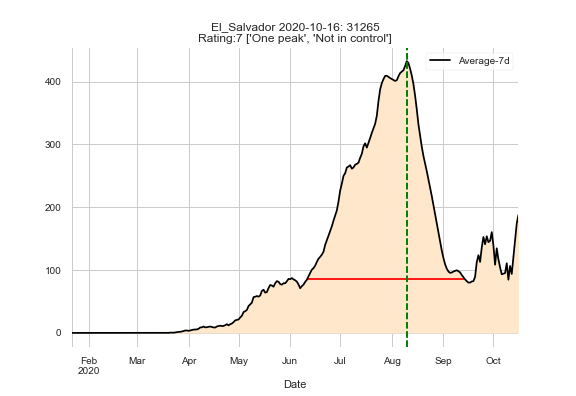 El_Salvador 2020-10-16: 31265
Rating:7 ['One peak', 'Not in control']
Average-7d
400
300
200
100
0
Feb Mar Apr May Jun Jul Aug Sep Oct
2020
Date